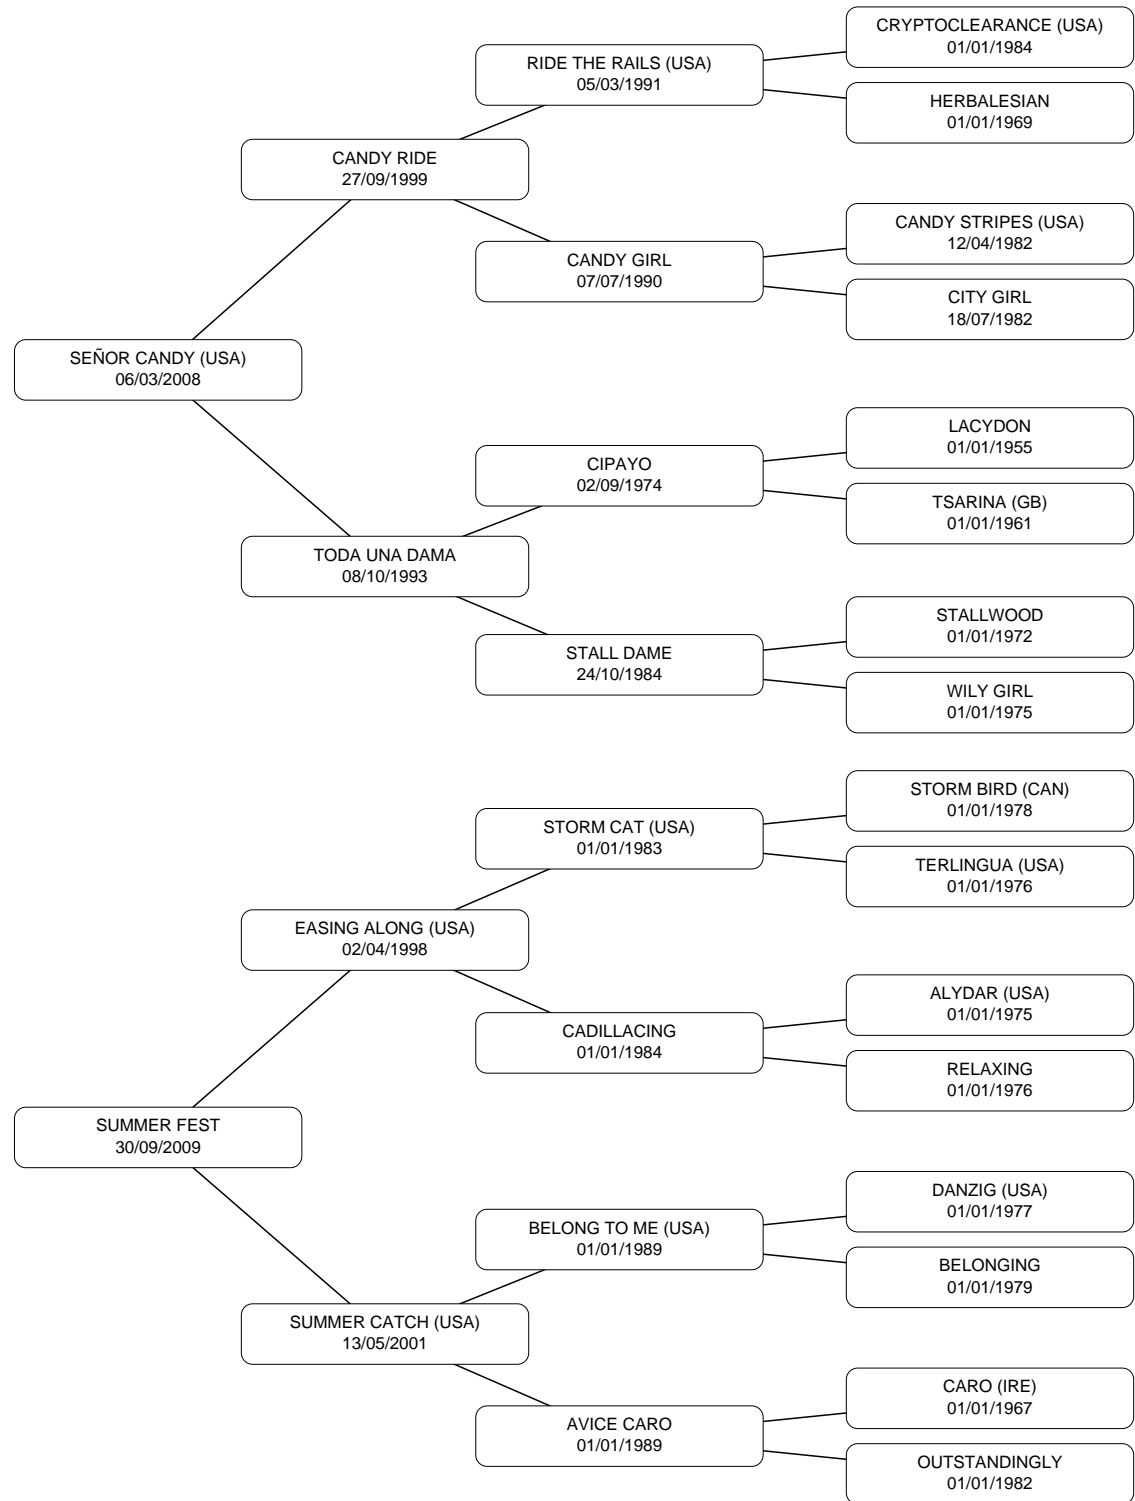 CRYPTOCLEARANCE (USA)
01/01/1984
RIDE THE RAILS (USA)
05/03/1991
HERBALESIAN
01/01/1969
CANDY RIDE
27/09/1999
CANDY STRIPES (USA)
12/04/1982
CANDY GIRL
07/07/1990
CITY GIRL
18/07/1982
SEÑOR CANDY (USA)
06/03/2008
LACYDON
01/01/1955
CIPAYO
02/09/1974
TSARINA (GB)
01/01/1961
TODA UNA DAMA
08/10/1993
STALLWOOD
01/01/1972
STALL DAME
24/10/1984
WILY GIRL
01/01/1975
STORM BIRD (CAN)
01/01/1978
STORM CAT (USA)
01/01/1983
TERLINGUA (USA)
01/01/1976
EASING ALONG (USA)
02/04/1998
ALYDAR (USA)
01/01/1975
CADILLACING
01/01/1984
RELAXING
01/01/1976
SUMMER FEST
30/09/2009
DANZIG (USA)
01/01/1977
BELONG TO ME (USA)
01/01/1989
BELONGING
01/01/1979
SUMMER CATCH (USA)
13/05/2001
CARO (IRE)
01/01/1967
AVICE CARO
01/01/1989
OUTSTANDINGLY
01/01/1982